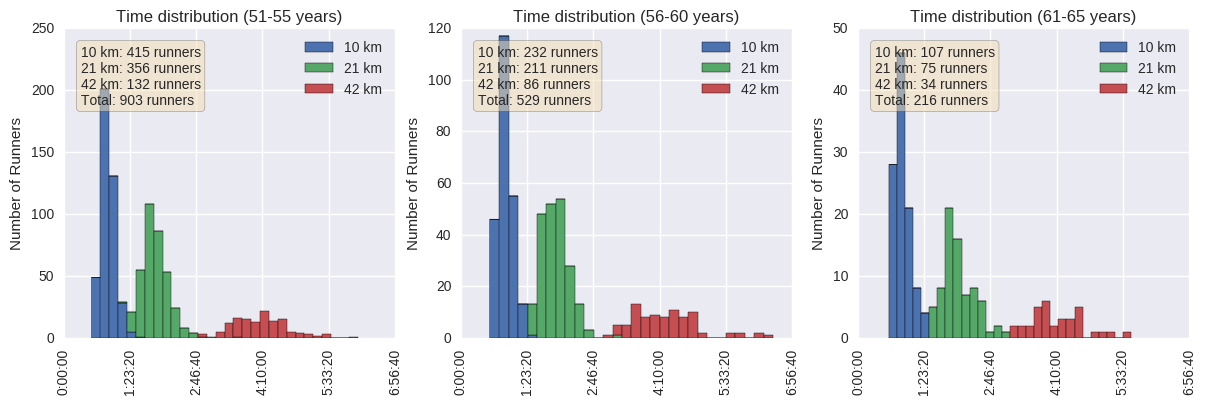 Time distribution (51-55 years)
10 km: 415 runners
21 km: 356 runners
42 km: 132 runners
Total: 903 runners
10 km
21 km
42 km
Number of Runners
250
200
150
100
50
0
0:00:00
1:23:20
2:46:40
4:10:00
5:33:20
6:56:40
Time distribution (56-60 years)
10 km: 232 runners
21 km: 211 runners
42 km: 86 runners
Total: 529 runners
10 km
21 km
42 km
Number of Runners
120
100
80
60
40
20
0
0:00:00
1:23:20
2:46:40
4:10:00
5:33:20
6:56:40
Time distribution (61-65 years)
10 km: 107 runners
21 km: 75 runners
42 km: 34 runners
Total: 216 runners
10 km
21 km
42 km
Number of Runners
50
40
30
20
10
0
0:00:00
1:23:20
2:46:40
4:10:00
5:33:20
6:56:40